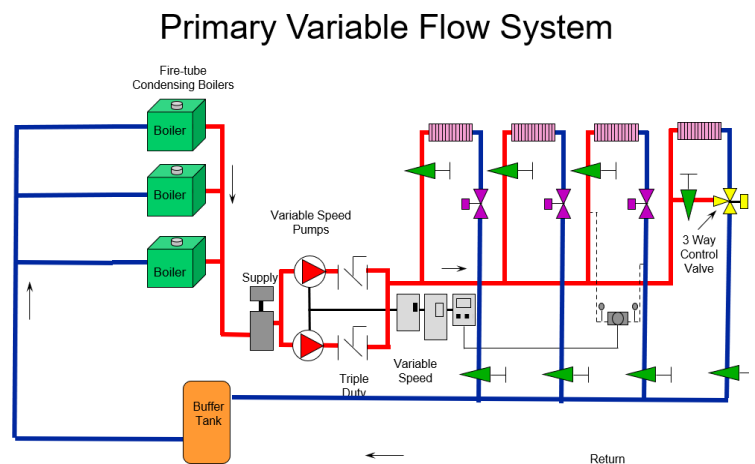 Primary Variable Flow System
Fire-tube
Condensing Boilers
Boiler
Boiler
Boiler
Variable Speed
Pumps
Supply
3 Way
Control
Valve
Triple
Duty
Variable
Speed
Buffer
Tank
Return